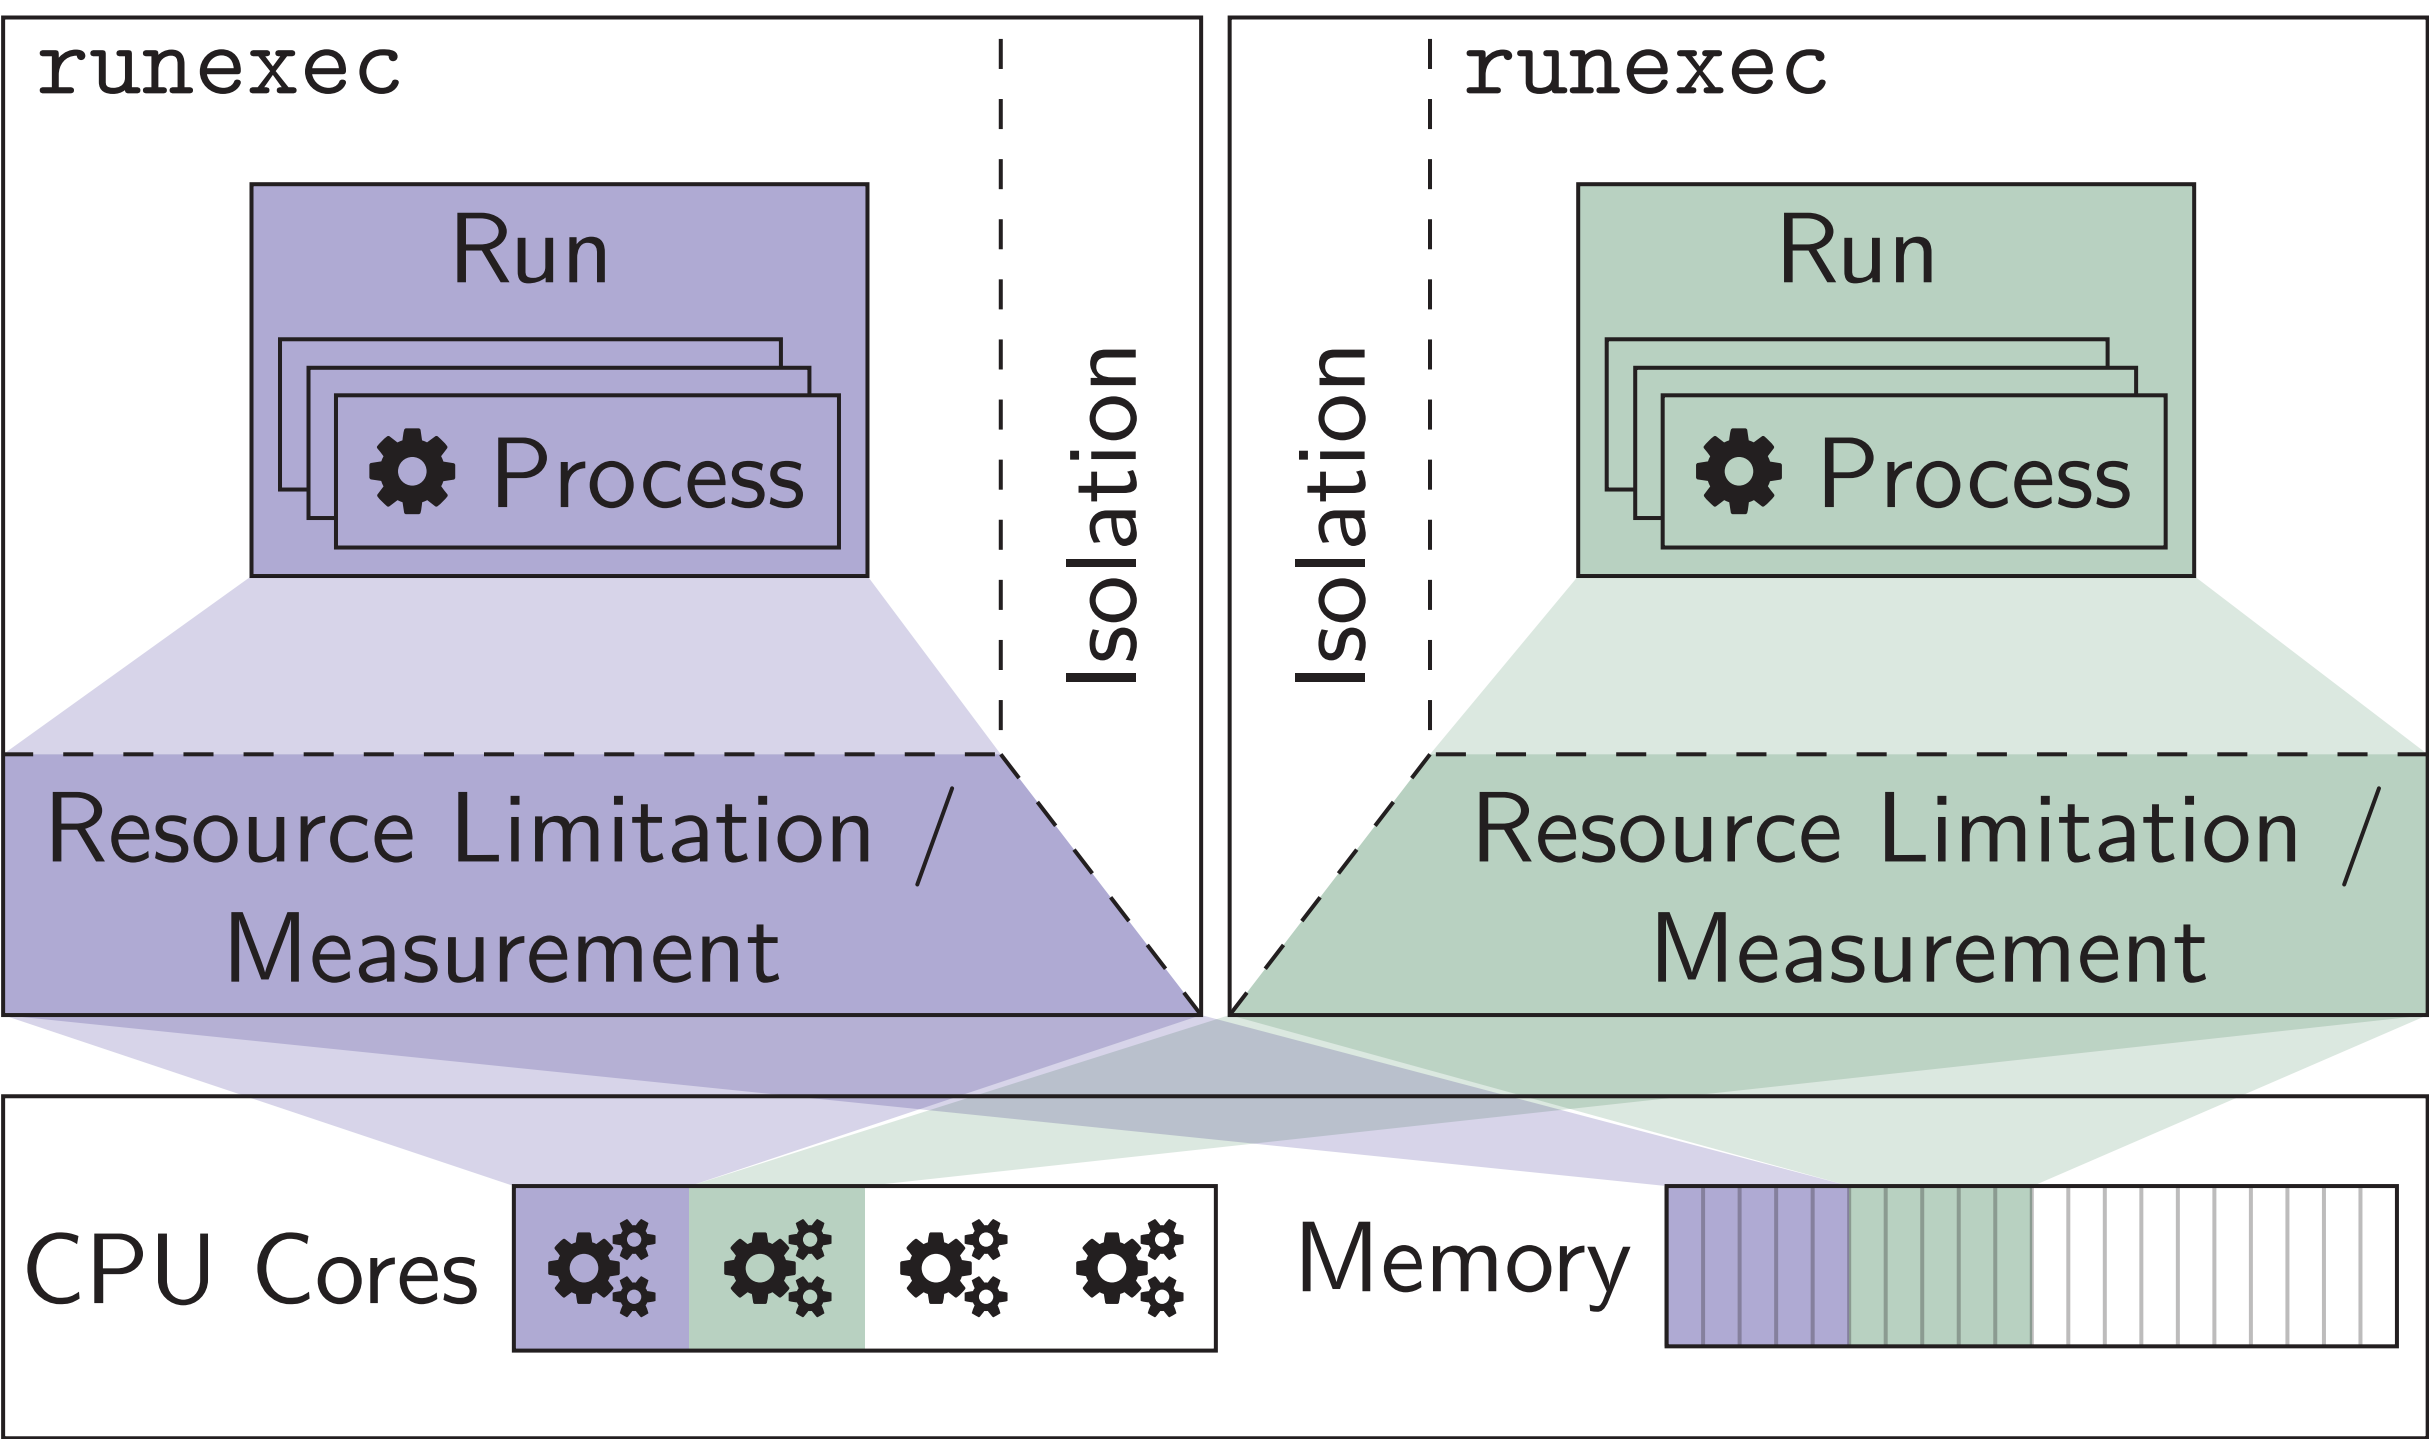 runexec
Run
Process
Isolation
Resource Limitation /
Measurement
runexec
Run
Process
Isolation
Resource Limitation /
Measurement
CPU Cores
Memory